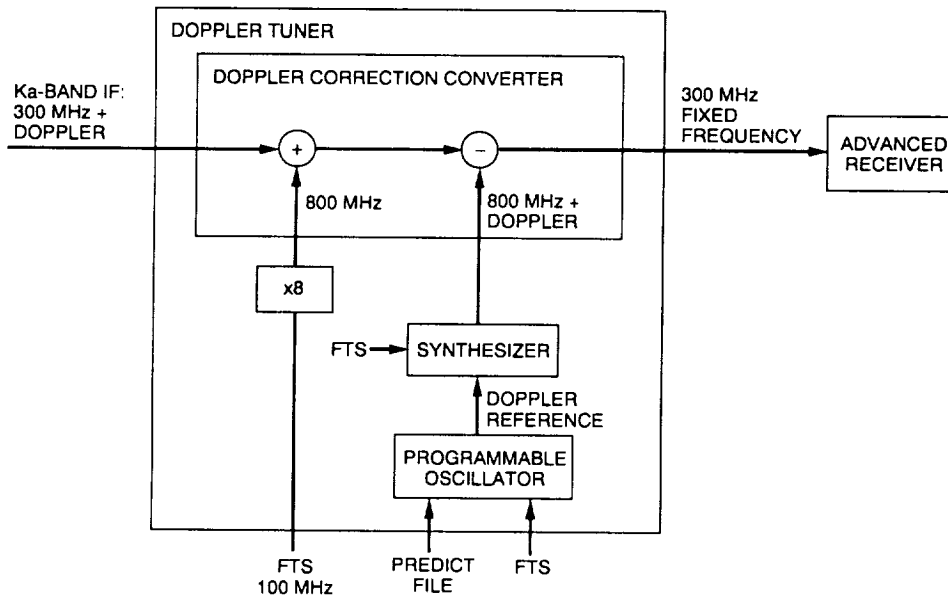 DOPPLER TUNER
DOPPLER CORRECTION CONVERTER
Ka-BAND IF:
300 MHz +
DOPPLER
300 MHz
FIXED
FREQUENCY
ADVANCED
RECEIVER
+
−
800 MHz
800 MHz +
DOPPLER
x8
FTS
SYNTHESIZER
DOPPLER
REFERENCE
PROGRAMMABLE
OSCILLATOR
FTS
100 MHz
PREDICT
FILE
FTS